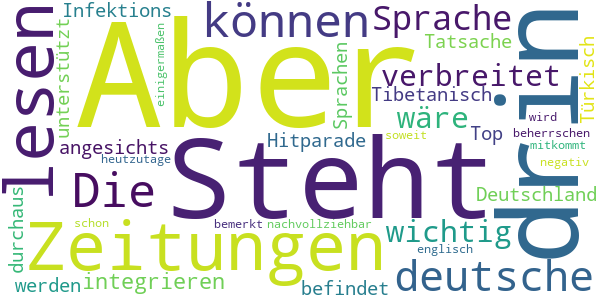 Infektions
können
Sprache
Tatsache
Aber
lesen
unterstützt
einigermaßen
Sprachen
verbreitet
Tibetanisch
Türkisch
drin
wäre
Top
wird
beherrschen
mitkommt
angesichts
heutzutage
Hitparade
soweit
negativ
Die
Steht
Deutschland
durchaus
Zeitungen
schon
bemerkt
nachvollziehbar
wichtig
englisch
werden
integrieren
befindet
deutsche